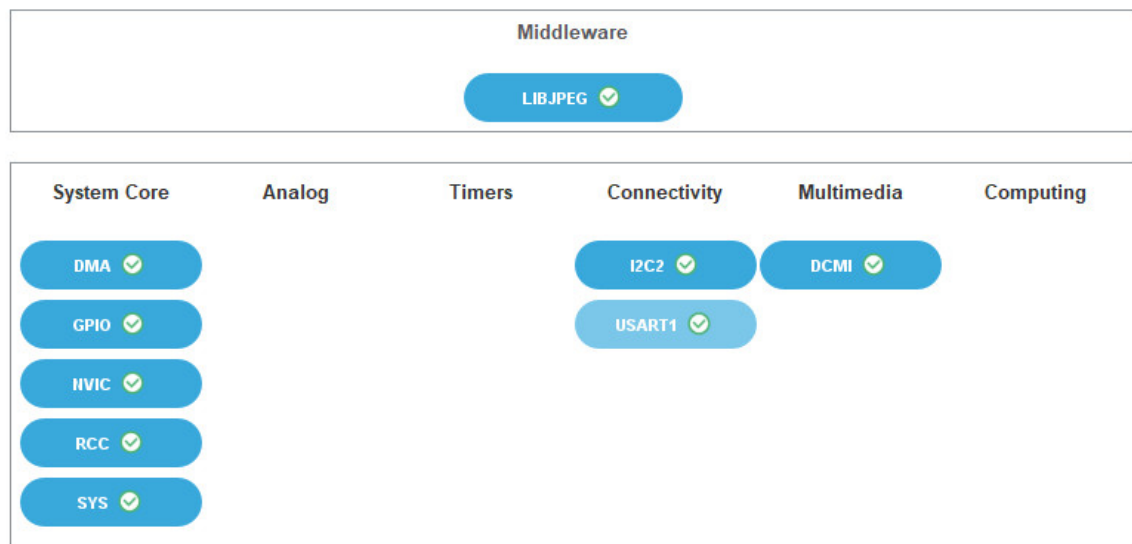 Middleware
LIBJPEG
System Core Analog Timers Connectivity Multimedia Computing
DMA I2C2 DCMI
GPIO USART1
NVIC
RCC
SYS